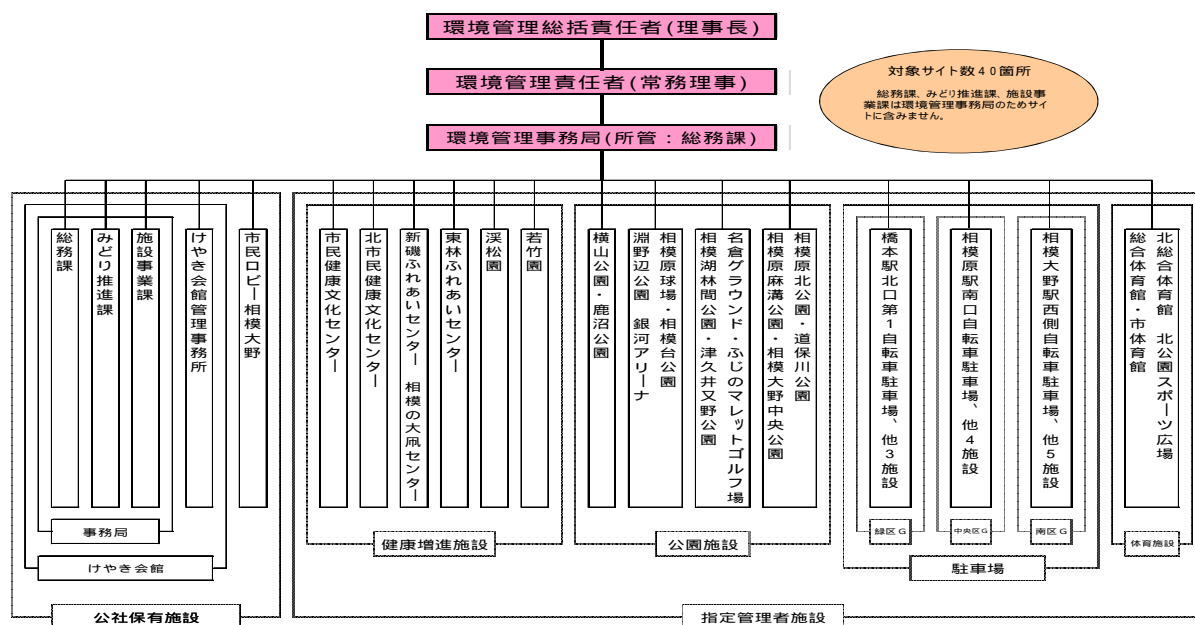 環境管理総括責任者(理事長)
環境管理責任者(常務理事)
環境管理事務局(所管：総務課)
対象サイト数40箇所
総務課、みどり推進課、施設事
業課は環境管理事務局のためサイ
トに含みません。
総務課
みどり推進課
施設事業課
けやき会館管理事務所
市民ロビー相模大野
市民健康文化センター
北市民健康文化センター
新磯ふれあいセンター 相模の大凧センター
東林ふれあいセンター
渓松園
若竹園
横山公園・鹿沼公園
相模原球場・相模台公園
淵野辺公園 銀河アリーナ
名倉グラウンド・ふじのマレットゴルフ場
相模湖林間公園・津久井又野公園
相模原北公園・道保川公園
相模原麻溝公園・相模大野中央公園
橋本駅北口第1自転車駐車場、他3施設
相模原駅南口自転車駐車場、他4施設
相模大野駅西側自転車駐車場、他5施設
北総合体育館 北公園スポーツ広場
総合体育館・市体育館
事務局
けやき会館
公社保有施設
健康増進施設
公園施設
緑区G
中央区G
南区G
駐車場
体育施設
指定管理者施設